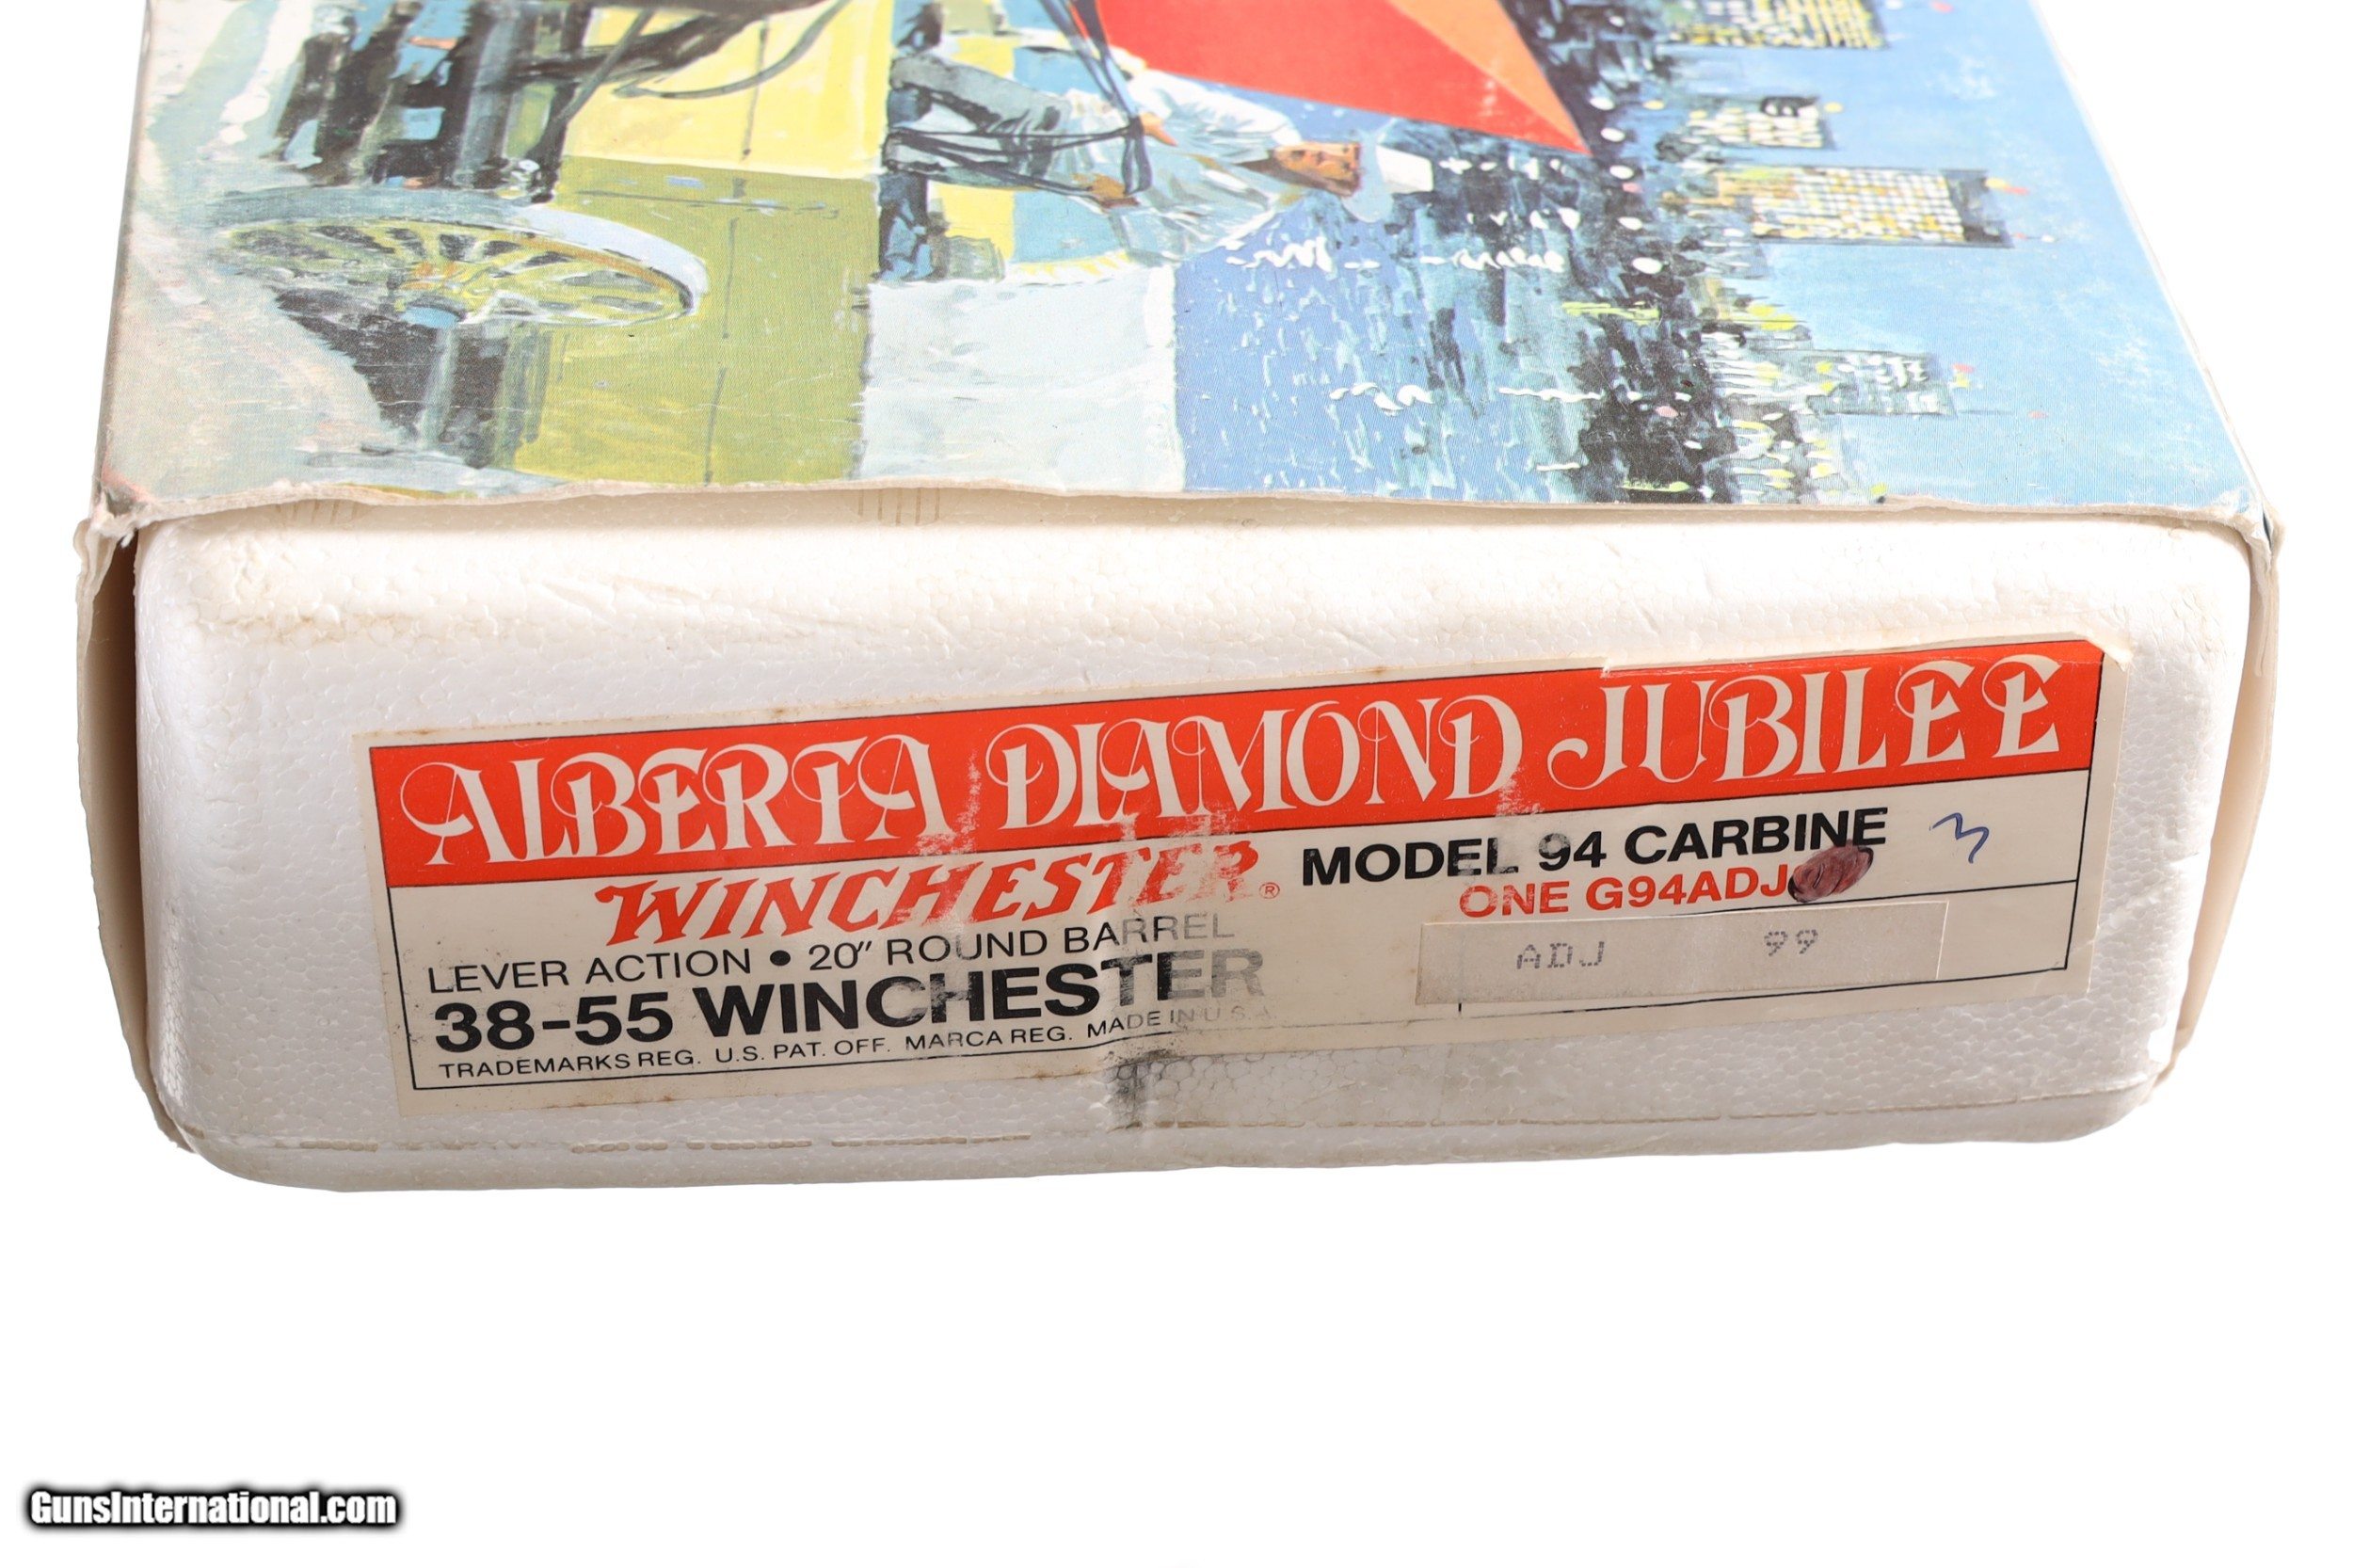 ALBERTA DIAMOND JUBILEE
WINCHESTER® MODEL 94 CARBINE 3
ONE G94ADJ
LEVER ACTION • 20" ROUND BARREL
ADJ 99
38-55 WINCHESTER
TRADEMARKS REG. U.S. PAT. OFF. MARCA REG. MADE IN U.S.A.
GunsInternational.com